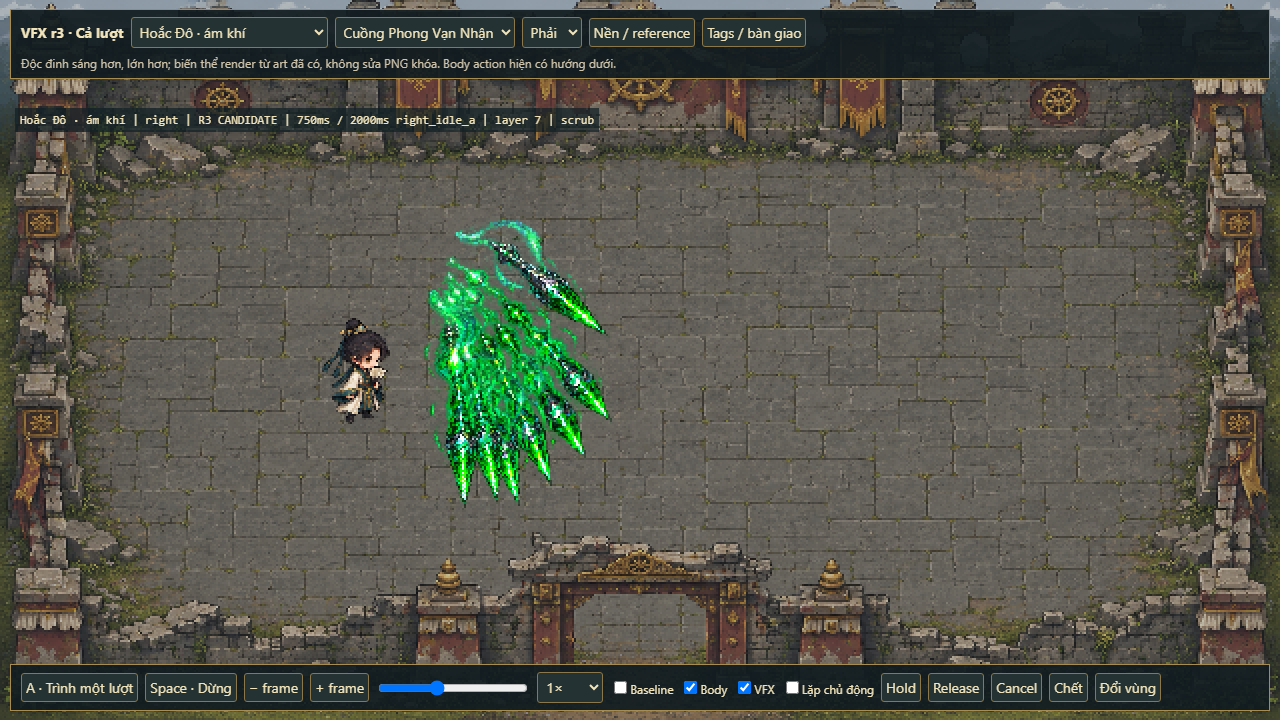 VFX r3 · Cả lượt Hoắc Đô · ám khí Cuồng Phong Vạn Nhận Phải Nền / reference Tags / bàn giao
Độc đinh sáng hơn, lớn hơn; biến thể render từ art đã có, không sửa PNG khóa. Body action hiện có hướng dưới.
Hoắc Đô · ám khí | right | R3 CANDIDATE | 750ms / 2000ms right_idle_a | layer 7 | scrub
A · Trình một lượt Space · Dừng − frame + frame 1× Baseline Body VFX Lặp chủ động Hold Release Cancel Chết Đổi vùng